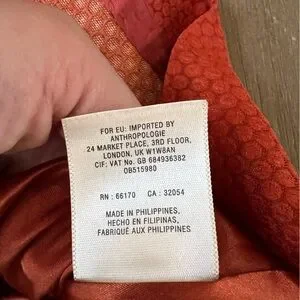 FOR EU: IMPORTED BY
ANTHROPOLOGIE
24 MARKET PLACE, 3RD FLOOR,
LONDON, UK W1W8AN
CIF: VAT No. GB 684936382
OB515980
RN : 66170 CA : 32054
MADE IN PHILIPPINES,
HECHO EN FILIPINAS,
FABRIQUÉ AUX PHILIPPINES